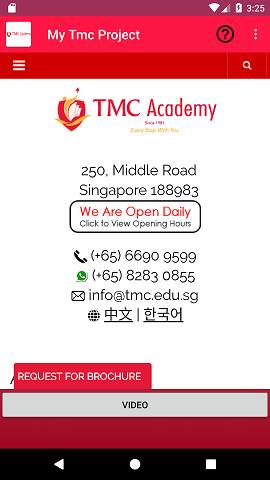 3:25
TMC Academy
My Tmc Project
TMC Academy
Since 1981
Every Step With You
250, Middle Road
Singapore 188983
We Are Open Daily
Click to View Opening Hours
(+65) 6690 9599
(+65) 8283 0855
info@tmc.edu.sg
中文 | 한국어
REQUEST FOR BROCHURE
VIDEO